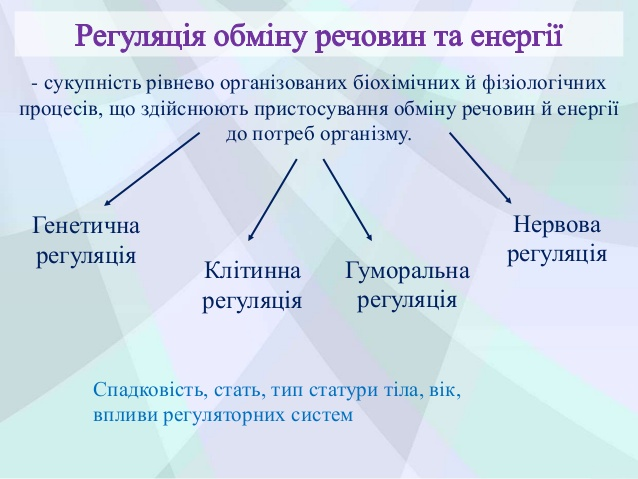 Регуляція обміну речовин та енергії
- сукупність рівнево організованих біохімічних й фізіологічних
процесів, що здійснюють пристосування обміну речовин й енергії
до потреб організму.
Генетична
регуляція
Клітинна
регуляція
Гуморальна
регуляція
Нервова
регуляція
Спадковість, стать, тип статури тіла, вік,
впливи регуляторних систем